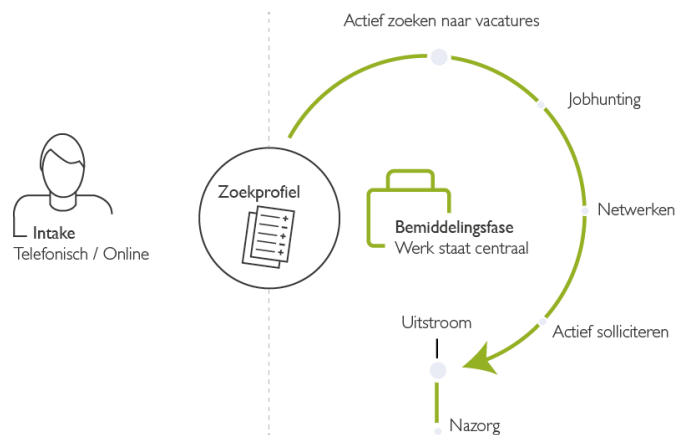 Actief zoeken naar vacatures
Jobhunting
Zoekprofiel
Netwerken
Intake
Telefonisch / Online
Bemiddelingsfase
Werk staat centraal
Uitstroom
Actief solliciteren
Nazorg